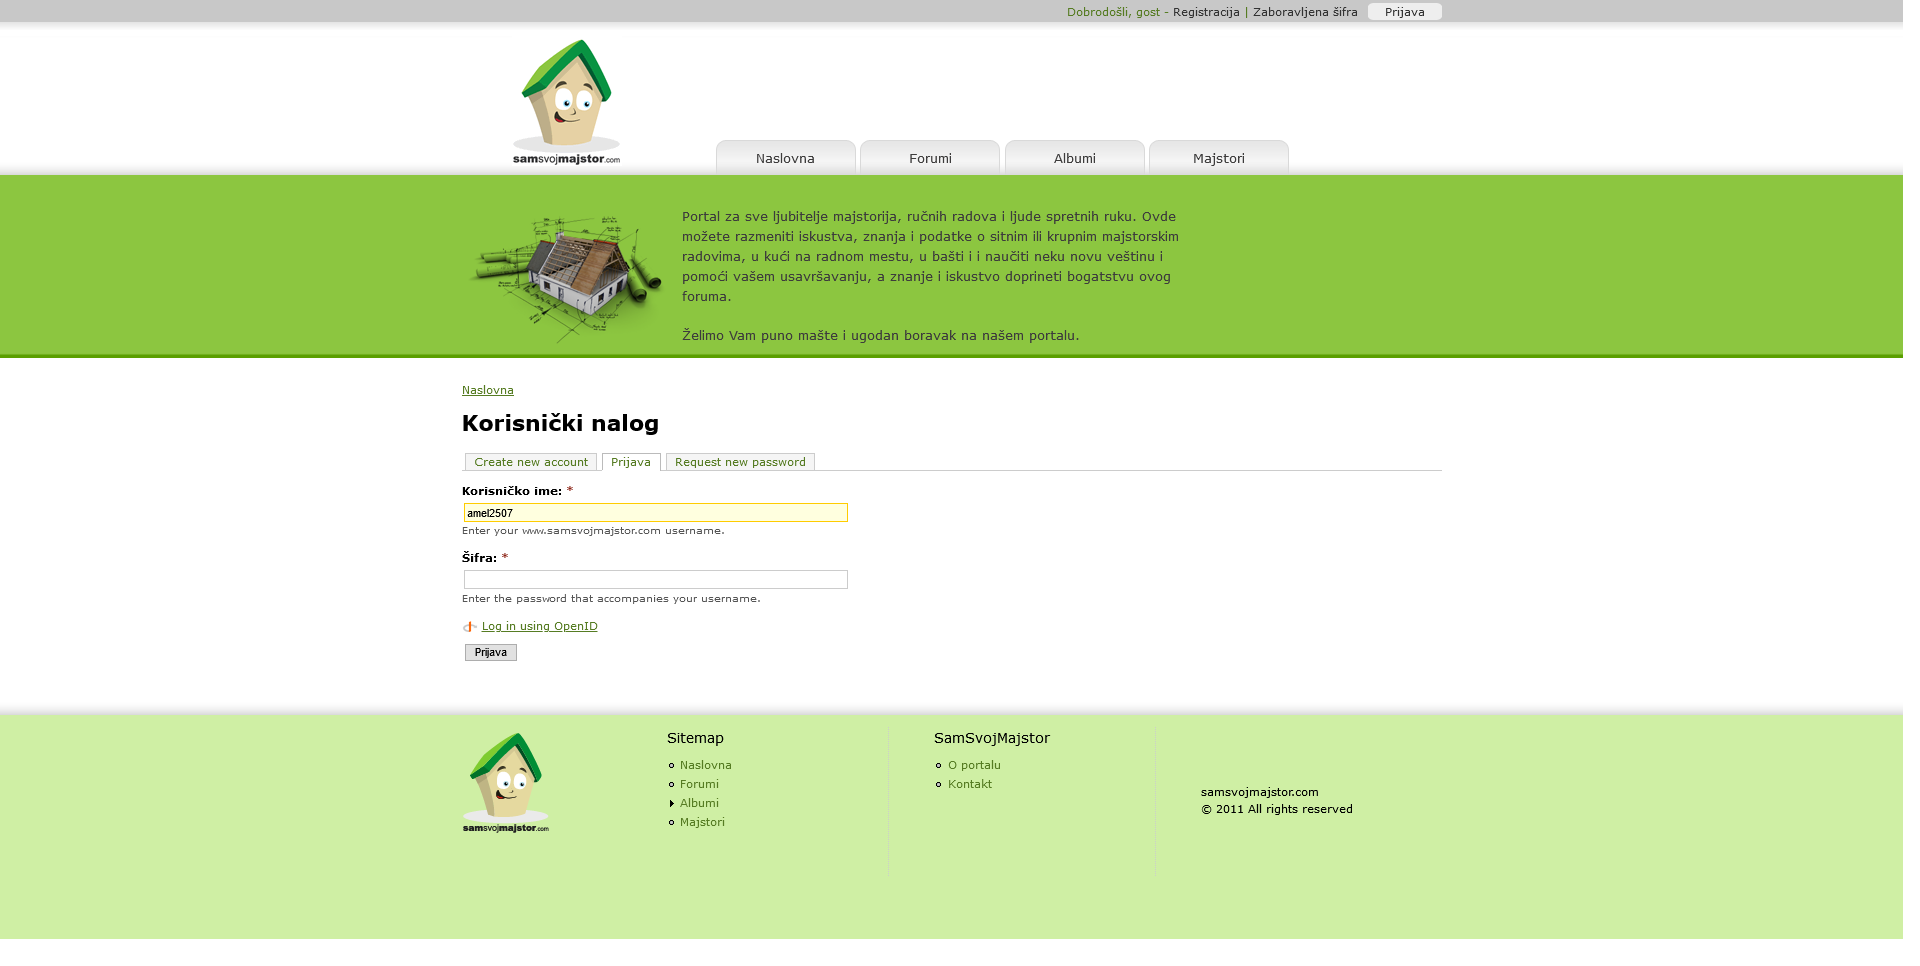 Dobrodošli, gost - Registracija | Zaboravljena šifra Prijava
samsvojmajstor.com
Naslovna Forumi Albumi Majstori
Portal za sve ljubitelje majstorija, ručnih radova i ljude spretnih ruku. Ovde
možete razmeniti iskustva, znanja i podatke o sitnim ili krupnim majstorskim
radovima, u kući na radnom mestu, u bašti i i naučiti neku novu veštinu i
pomoći vašem usavršavanju, a znanje i iskustvo doprineti bogatstvu ovog
foruma.
Želimo Vam puno mašte i ugodan boravak na našem portalu.
Naslovna
Korisnički nalog
Create new account Prijava Request new password
Korisničko ime: *
amel2507
Enter your www.samsvojmajstor.com username.
Šifra: *
Enter the password that accompanies your username.
Log in using OpenID
Prijava
samsvojmajstor.com
Sitemap
Naslovna
Forumi
Albumi
Majstori
SamSvojMajstor
O portalu
Kontakt
samsvojmajstor.com
© 2011 All rights reserved